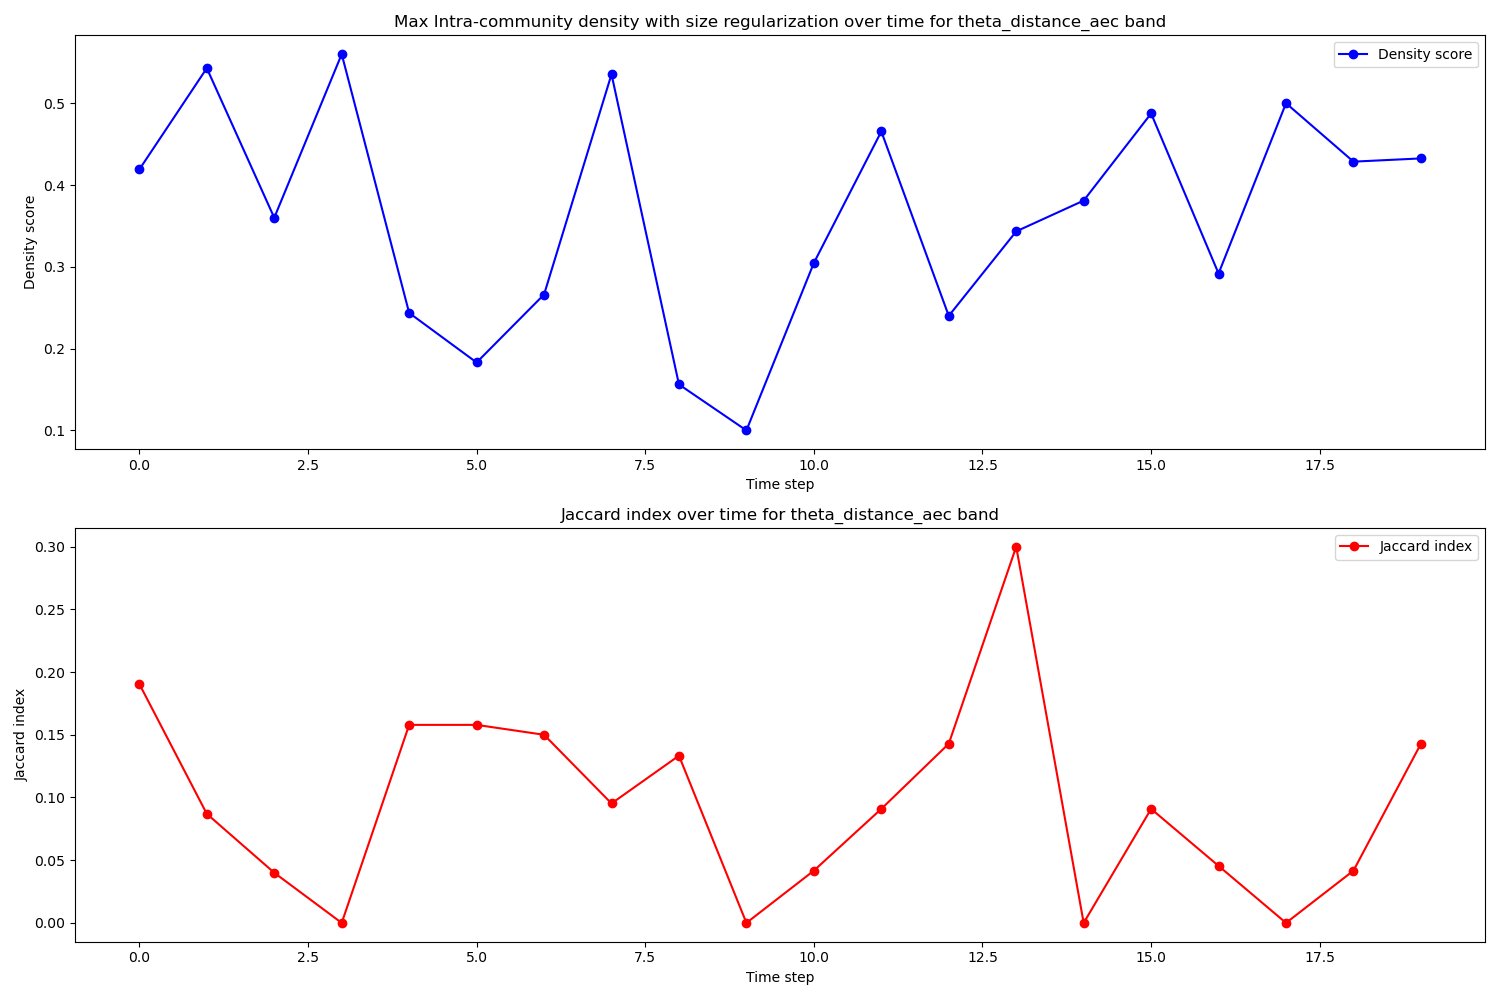 Max Intra-community density with size regularization over time for theta_distance_aec band
Density score
Density score
0.5
0.4
0.3
0.2
0.1
0.0 2.5 5.0 7.5 10.0 12.5 15.0 17.5
Time step
Jaccard index over time for theta_distance_aec band
Jaccard index
Jaccard index
0.30
0.25
0.20
0.15
0.10
0.05
0.00
0.0 2.5 5.0 7.5 10.0 12.5 15.0 17.5
Time step